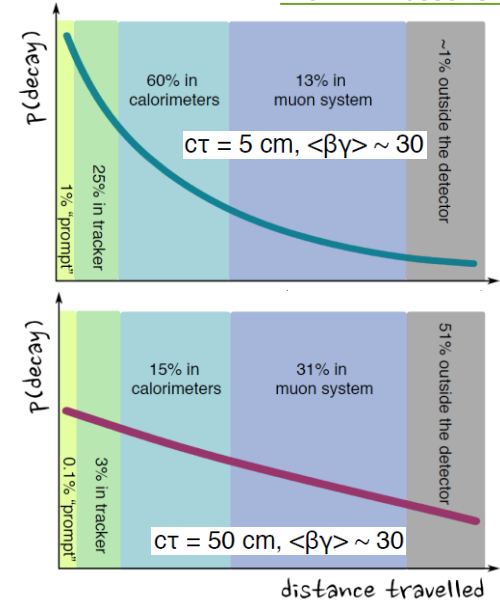 P(decay)
1% "prompt"
25% in tracker
60% in
calorimeters
13% in
muon system
~1% outside the detector
cτ = 5 cm, <βγ> ~ 30
P(decay)
0.1% "prompt"
3% in tracker
15% in
calorimeters
31% in
muon system
51% outside the detector
cτ = 50 cm, <βγ> ~ 30
distance travelled